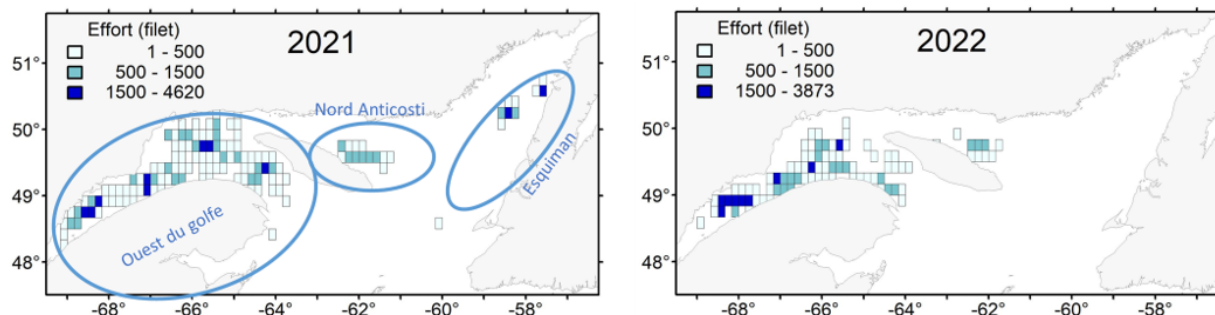 Effort (filet)
1 - 500
500 - 1500
1500 - 4620
2021
Nord Anticosti
Esquiman
Ouest du golfe
51°
50°
49°
48°
-68° -66° -64° -62° -60° -58°
Effort (filet)
1 - 500
500 - 1500
1500 - 3873
2022
51°
50°
49°
48°
-68° -66° -64° -62° -60° -58°